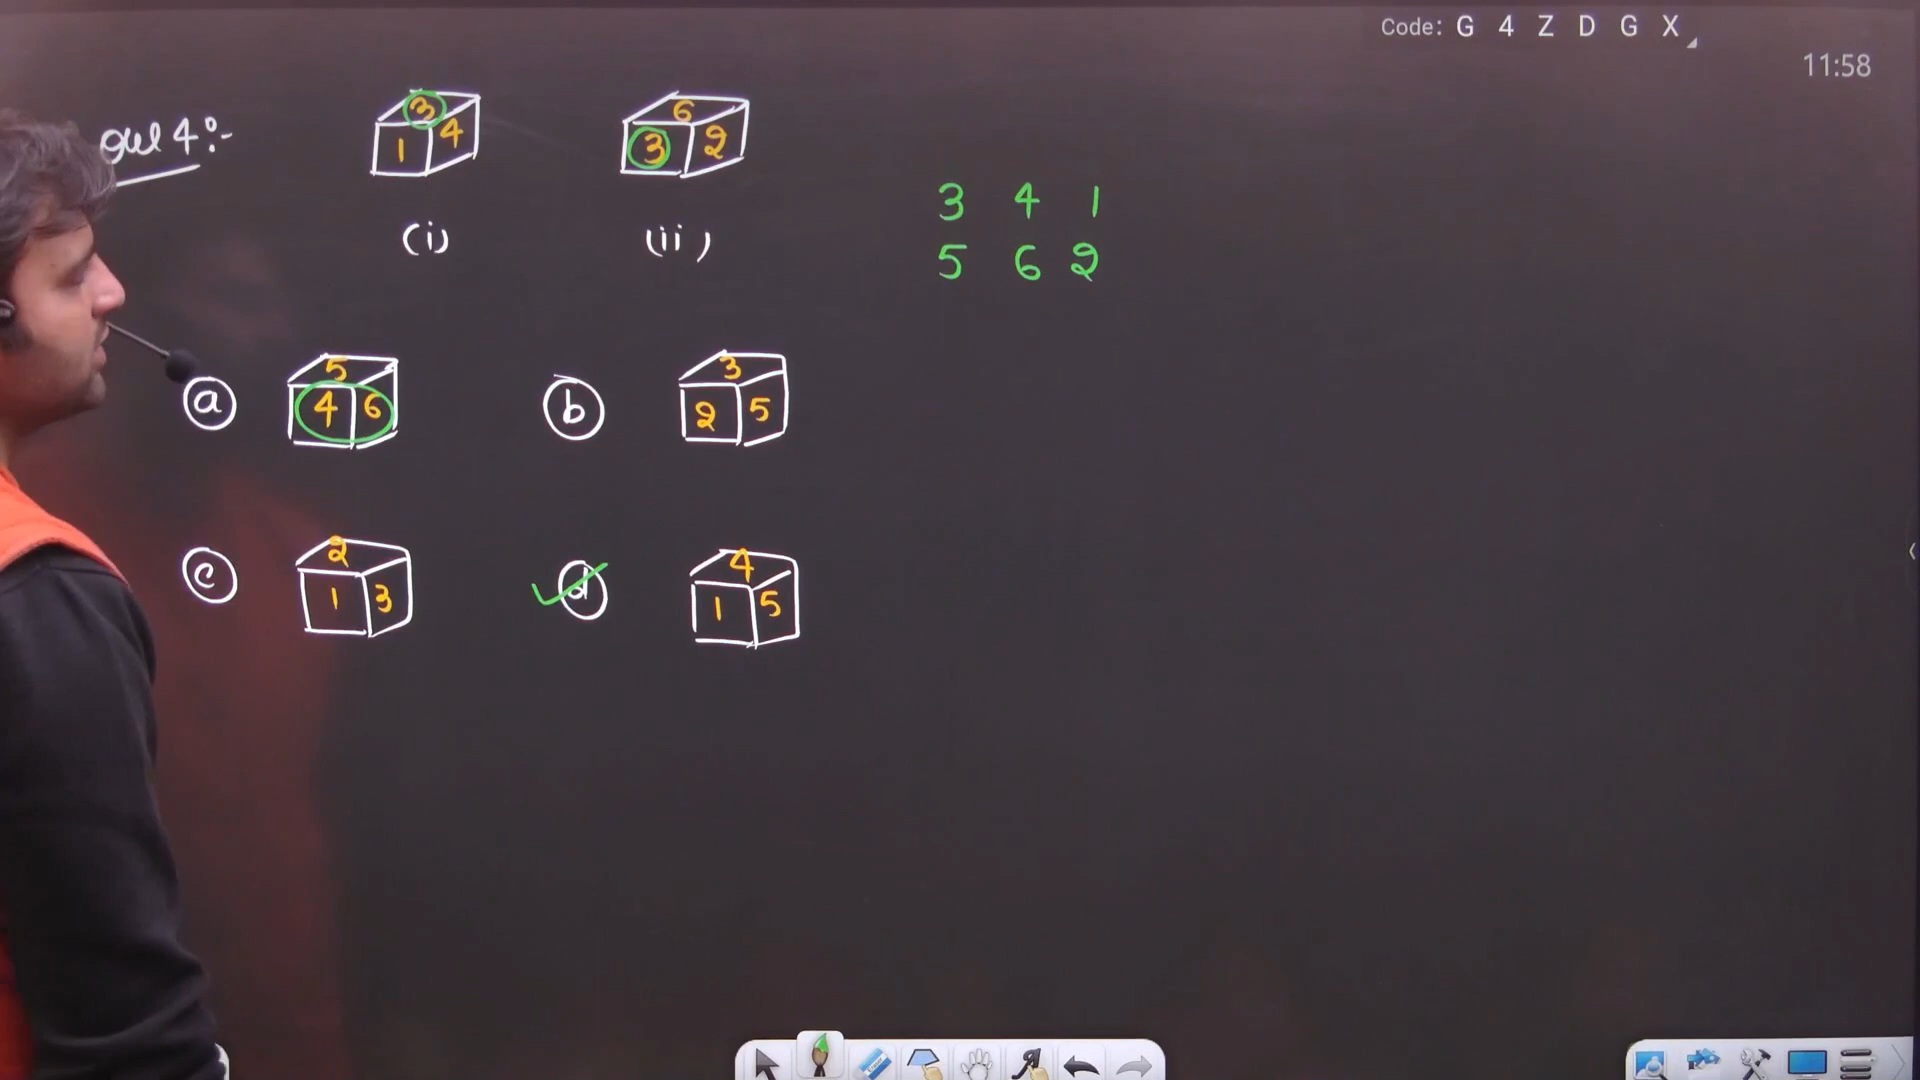 Code: G 4 Z D G X
11:58
Que 4:-
3
1 4
6
3 2
(i) (ii)
3 4 1
5 6 2
a
5
4 6
b
3
2 5
c
2
1 3
d
4
1 5